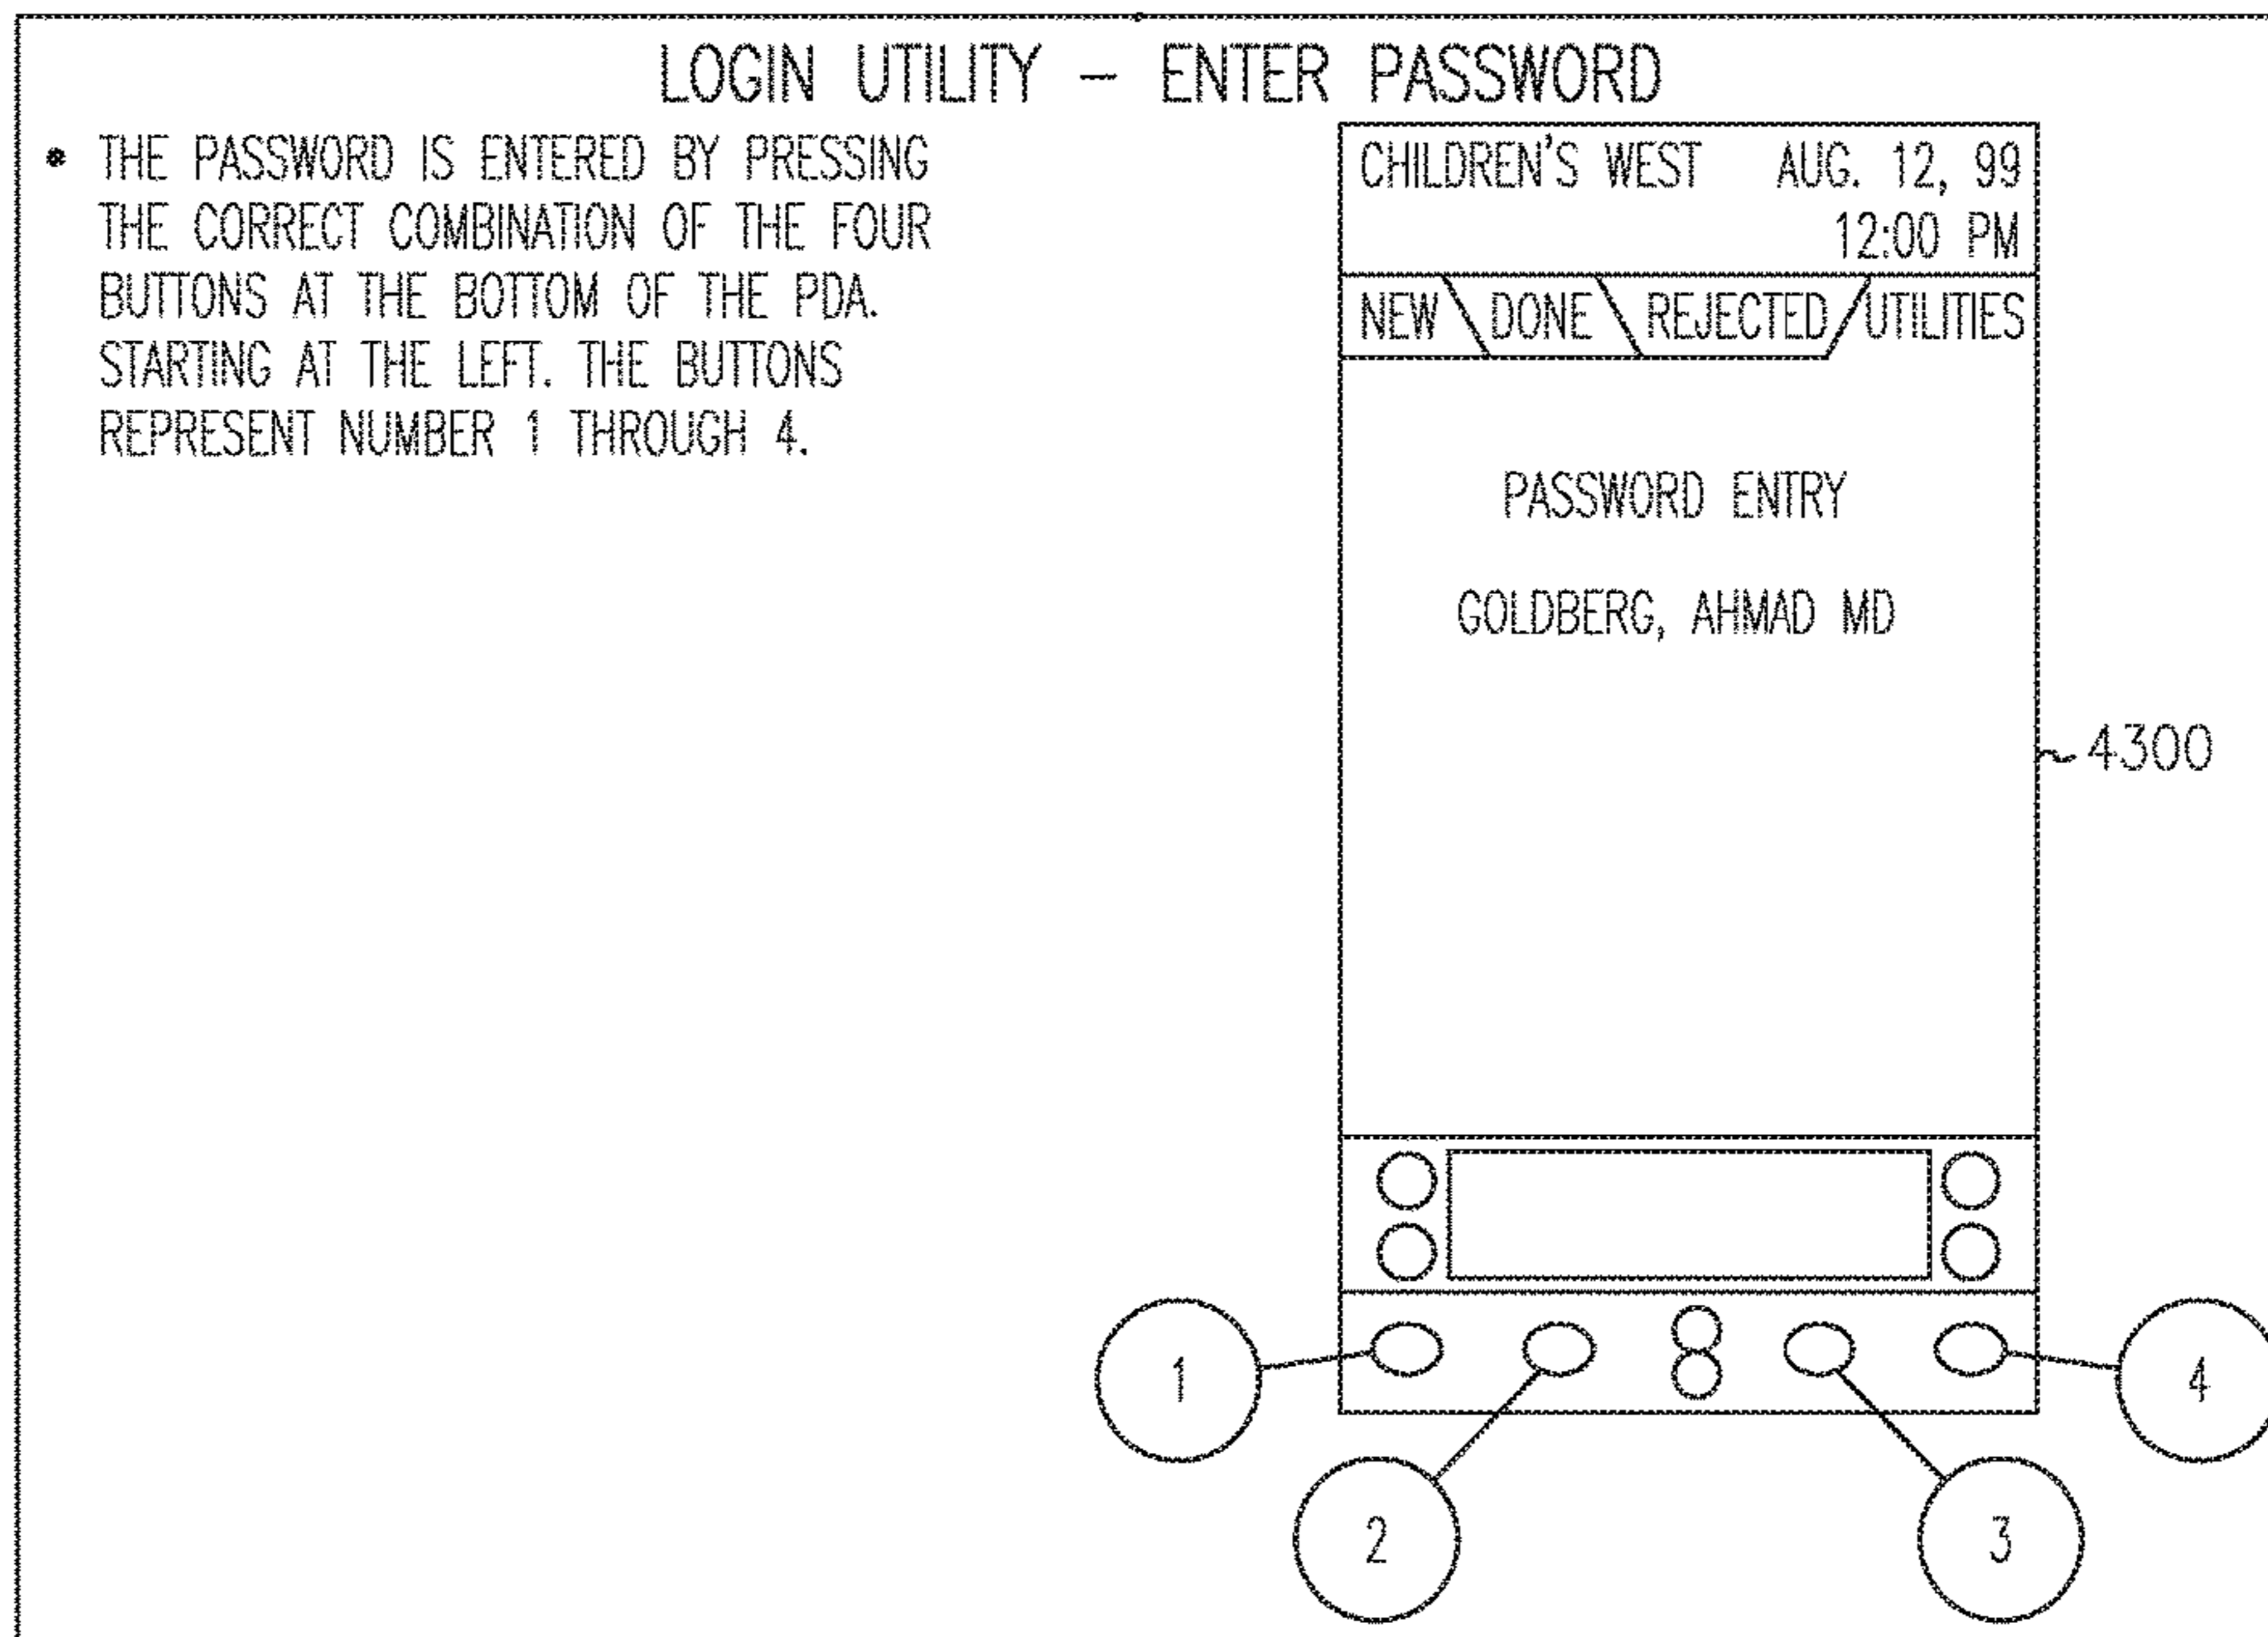 LOGIN UTILITY – ENTER PASSWORD
• THE PASSWORD IS ENTERED BY PRESSING
THE CORRECT COMBINATION OF THE FOUR
BUTTONS AT THE BOTTOM OF THE PDA.
STARTING AT THE LEFT. THE BUTTONS
REPRESENT NUMBER 1 THROUGH 4.
CHILDREN'S WEST AUG. 12, 99
12:00 PM
NEW DONE REJECTED UTILITIES
PASSWORD ENTRY
GOLDBERG, AHMAD MD
4300
1
2
3
4